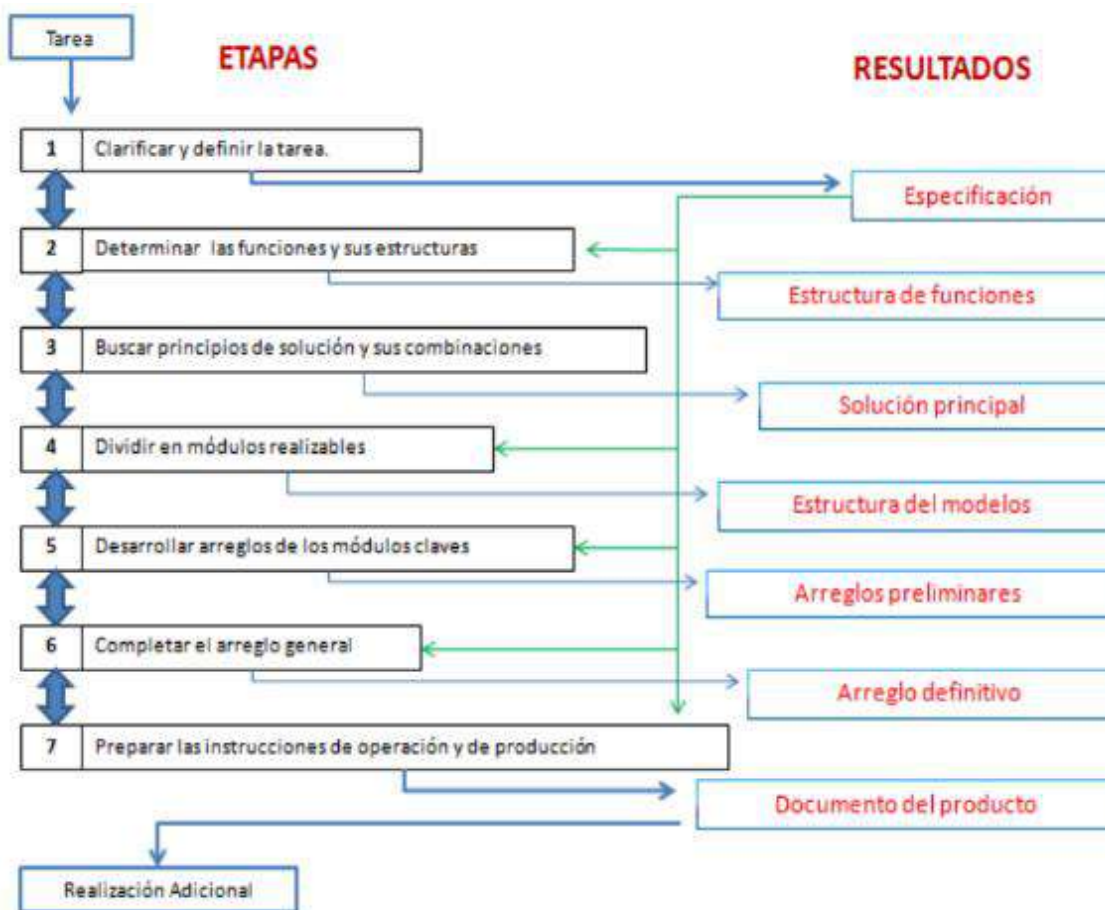 Tarea
ETAPAS
RESULTADOS
1 Clarificar y definir la tarea.
Especificación
2 Determinar las funciones y sus estructuras
Estructura de funciones
3 Buscar principios de solución y sus combinaciones
Solución principal
4 Dividir en módulos realizables
Estructura del modelos
5 Desarrollar arreglos de los módulos claves
Arreglos preliminares
6 Completar el arreglo general
Arreglo definitivo
7 Preparar las instrucciones de operación y de producción
Documento del producto
Realización Adicional